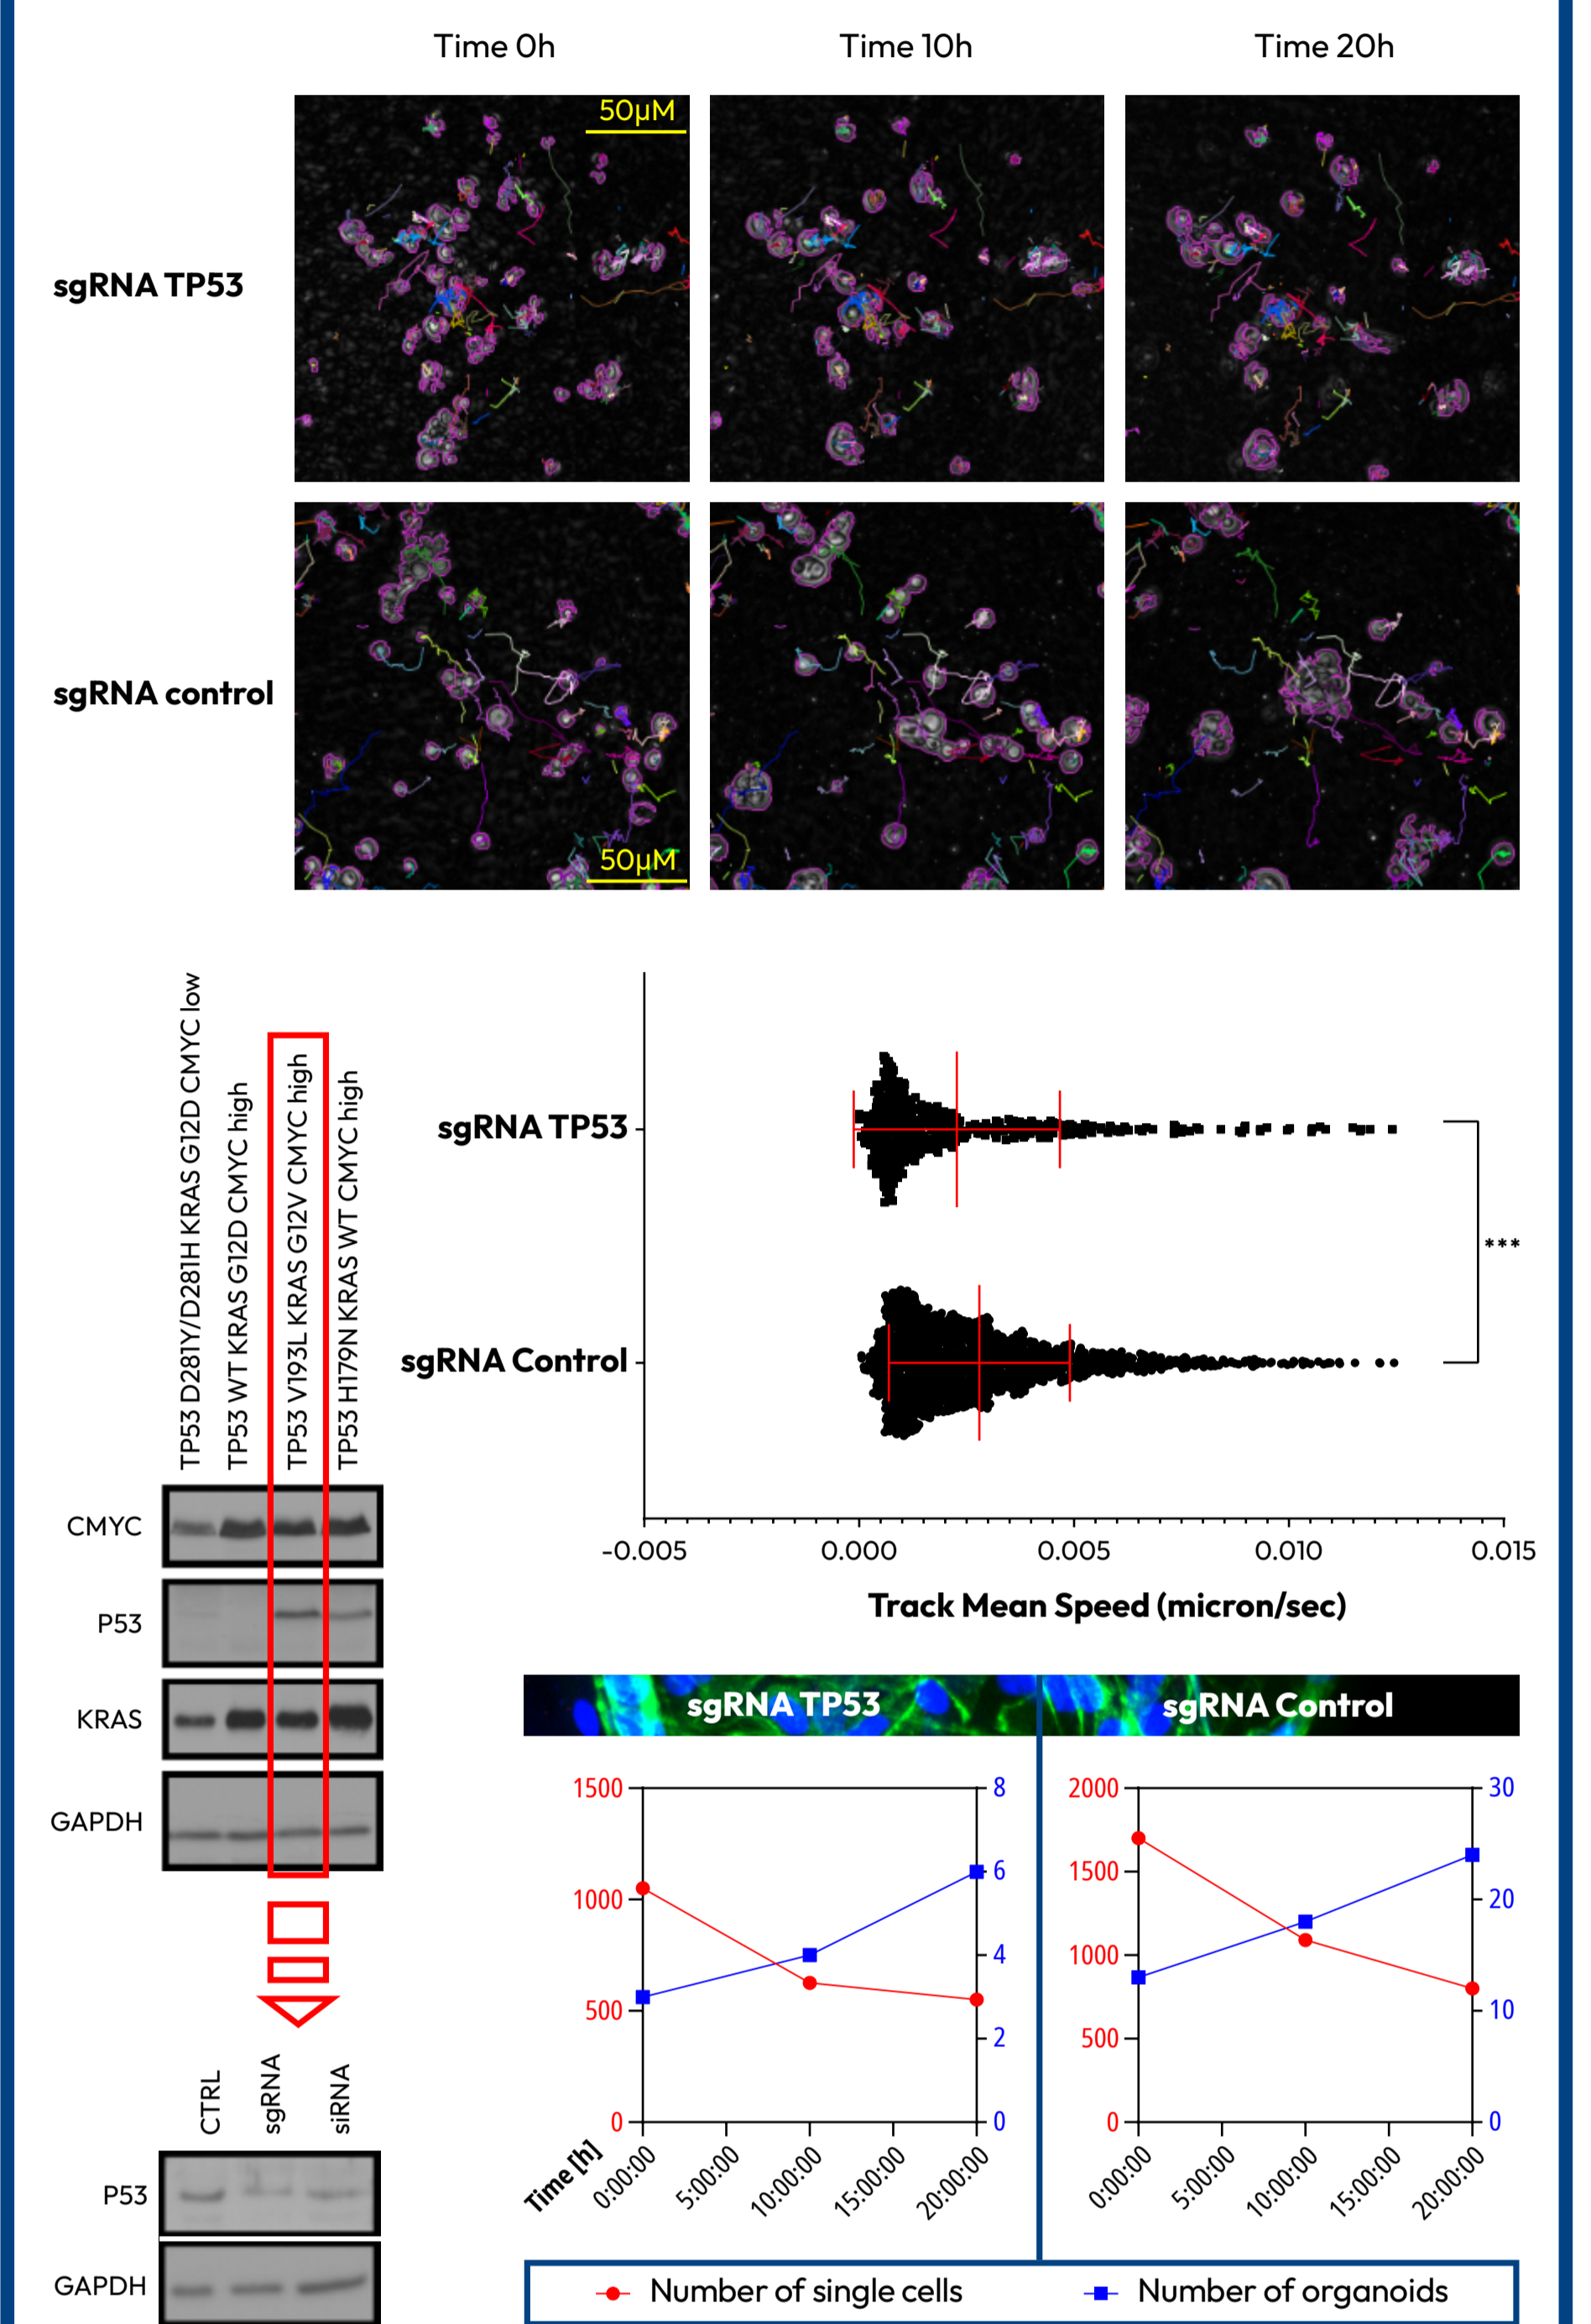 Time 0h
Time 10h
Time 20h
50µM
sgRNA TP53
sgRNA control
50µM
TP53 D281Y/D281H KRAS G12D CMYC low
TP53 WT KRAS G12D CMYC high
TP53 V193L KRAS G12V CMYC high
TP53 H179N KRAS WT CMYC high
CMYC
P53
KRAS
GAPDH
CTRL
sgRNA
siRNA
P53
GAPDH
sgRNA TP53
***
sgRNA Control
-0.005
0.000
0.005
0.010
0.015
Track Mean Speed (micron/sec)
sgRNA TP53
sgRNA Control
1500
1000
500
0
8
6
4
2
0
Time [h]
0:00:00
5:00:00
10:00:00
15:00:00
20:00:00
2000
1500
1000
500
0
30
20
10
0
0:00:00
5:00:00
10:00:00
15:00:00
20:00:00
Number of single cells
Number of organoids